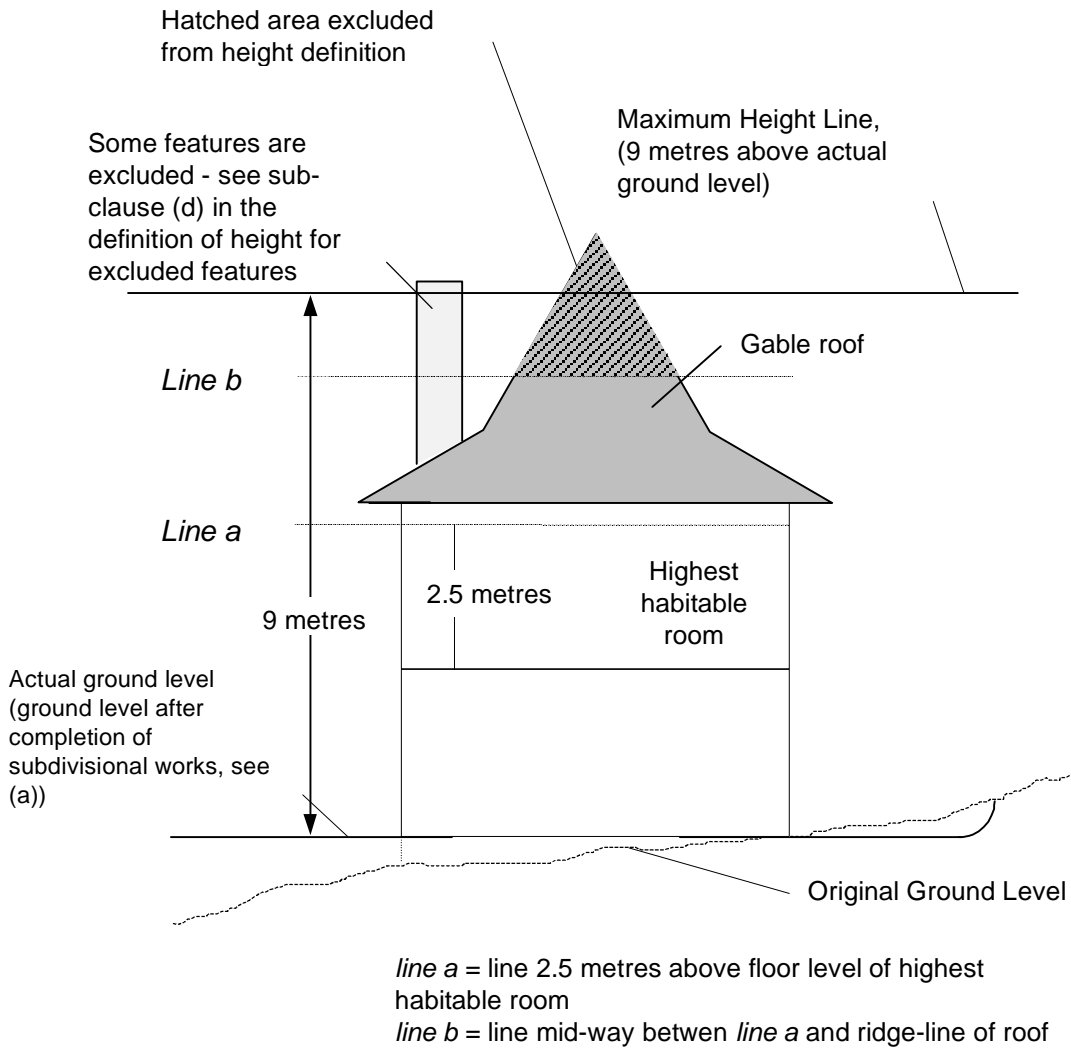 Hatched area excluded
from height definition
Maximum Height Line,
(9 metres above actual
ground level)
Some features are
excluded - see sub-
clause (d) in the
definition of height for
excluded features
Gable roof
Line b
Line a
2.5 metres
Highest
habitable
room
9 metres
Actual ground level
(ground level after
completion of
subdivisional works, see
(a))
Original Ground Level
line a = line 2.5 metres above floor level of highest
habitable room
line b = line mid-way betwen line a and ridge-line of roof